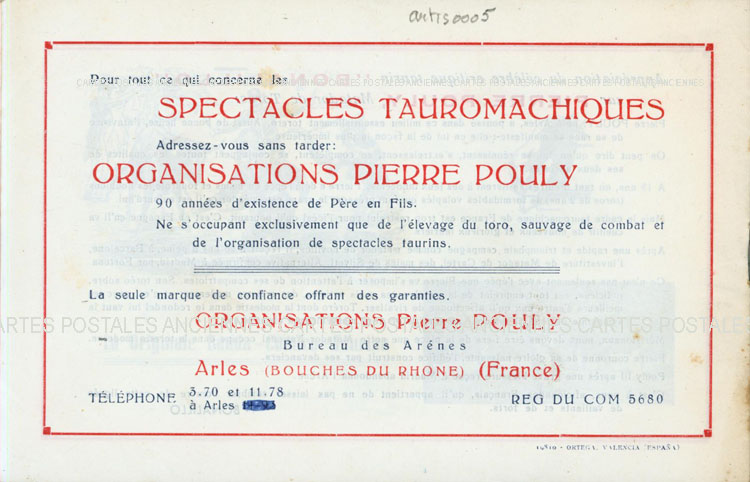 artis0005
Pour tout ce qui concerne les
SPECTACLES TAUROMACHIQUES
Adressez-vous sans tarder:
ORGANISATIONS PIERRE POULY
90 années d'existence de Père en Fils.
Ne s'occupant exclusivement que de l'élevage du toro, sauvage de combat et
de l'organisation de spectacles taurins.
La seule marque de confiance offrant des garanties.
ORGANISATIONS Pierre POULY
Bureau des Arénes
Arles (BOUCHES DU RHONE) (France)
TÉLÉPHONE 3.70 et 11.78
à Arles
REG DU COM 5680
ORTEGA, VALENCIA (ESPAÑA)
CARTES POSTALES ANCIENNES CARTES POSTALES ANCIENNES CARTES POSTALES